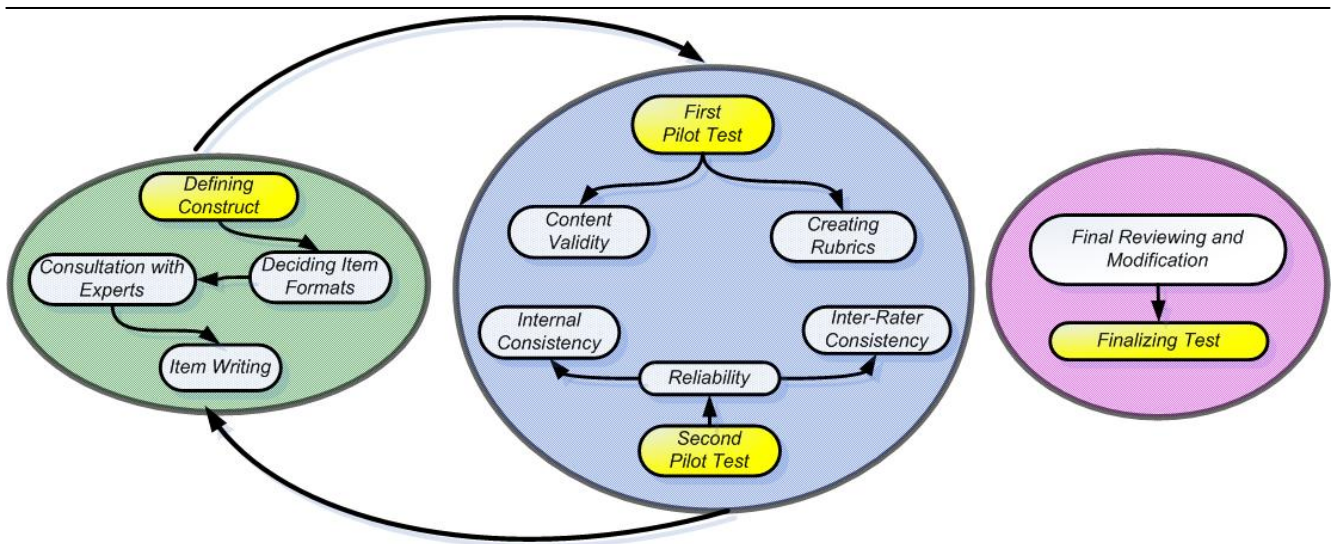 Defining
Construct
Deciding Item
Formats
Consultation with
Experts
Item Writing
First
Pilot Test
Content
Validity
Creating
Rubrics
Internal
Consistency
Inter-Rater
Consistency
Reliability
Second
Pilot Test
Final Reviewing and
Modification
Finalizing Test